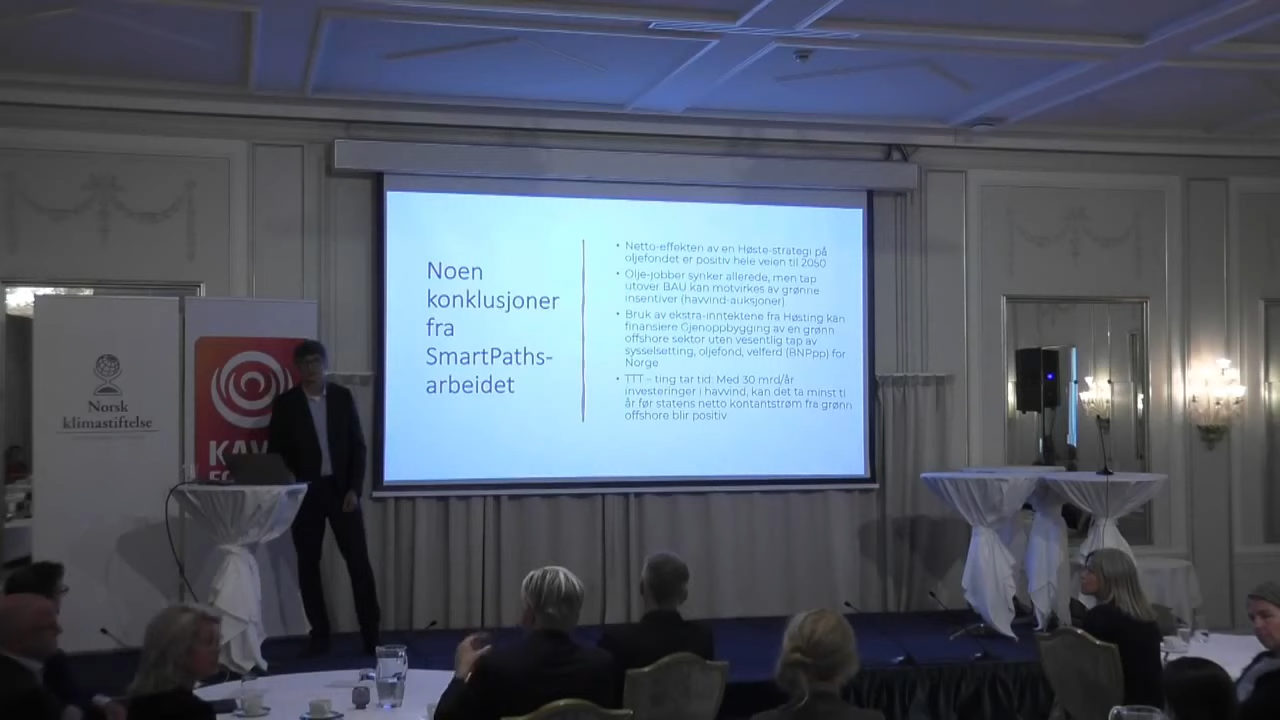 Noen
konklusjoner
fra
SmartPaths-
arbeidet
• Netto-effekten av en Høste-strategi på
oljefondet er positiv hele veien til 2050
• Olje-jobber synker allerede, men tap
utover BAU kan motvirkes av grønne
insentiver (havvind-auksjoner)
• Bruk av ekstra-inntektene fra Høsting kan
finansiere Gjenoppbygging av en grønn
offshore sektor uten vesentlig tap av
sysselsetting, oljefond, velferd (BNPpp) for
Norge
• TTT – ting tar tid: Med 30 mrd/år
investeringer i havvind, kan det ta minst ti
år før statens netto kontantstrøm fra grønn
offshore blir positiv
Norsk
klimastiftelse